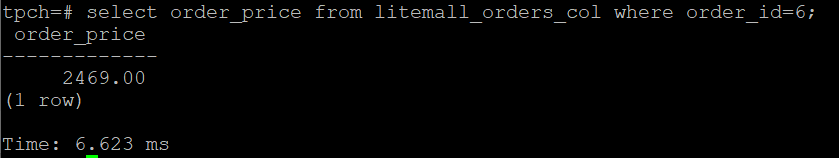 tpch=# select order_price from litemall_orders_col where order_id=6;
 order_price
-------------
     2469.00
(1 row)

Time: 6.623 ms